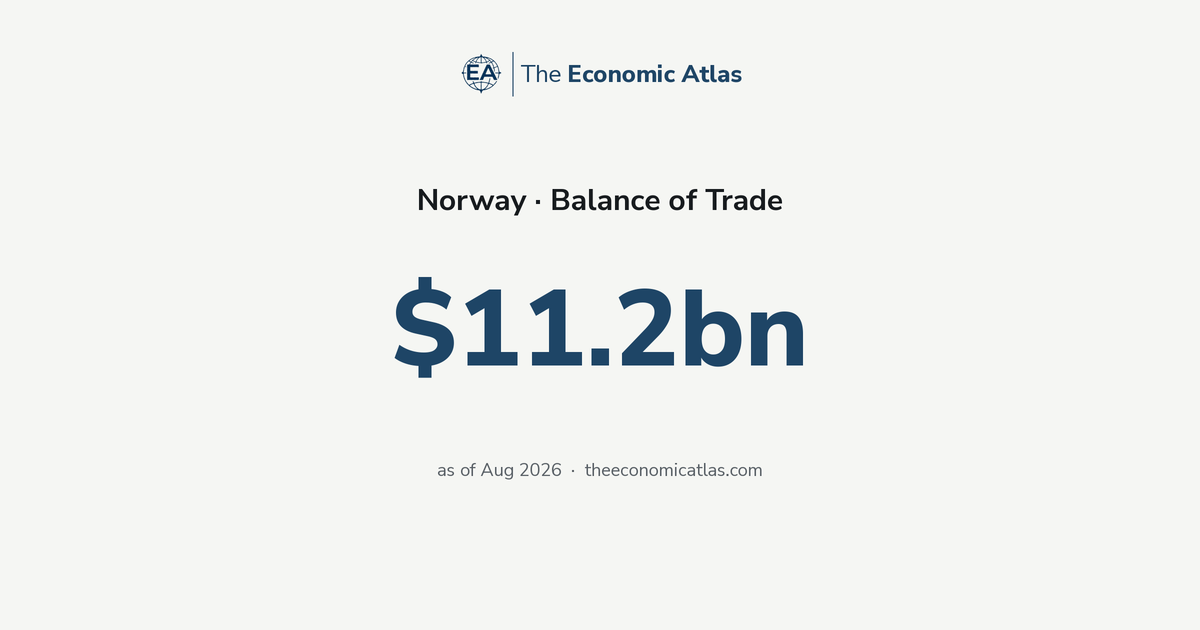 EA The Economic Atlas
Norway · Balance of Trade
$11.2bn
as of Aug 2026 · theeconomicatlas.com